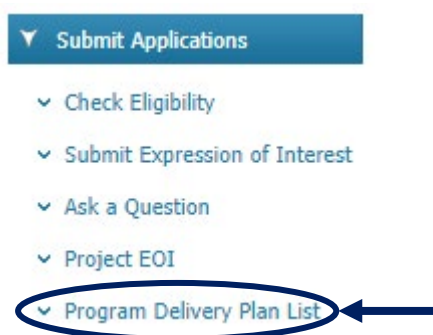 Submit Applications
Check Eligibility
Submit Expression of Interest
Ask a Question
Project EOI
Program Delivery Plan List